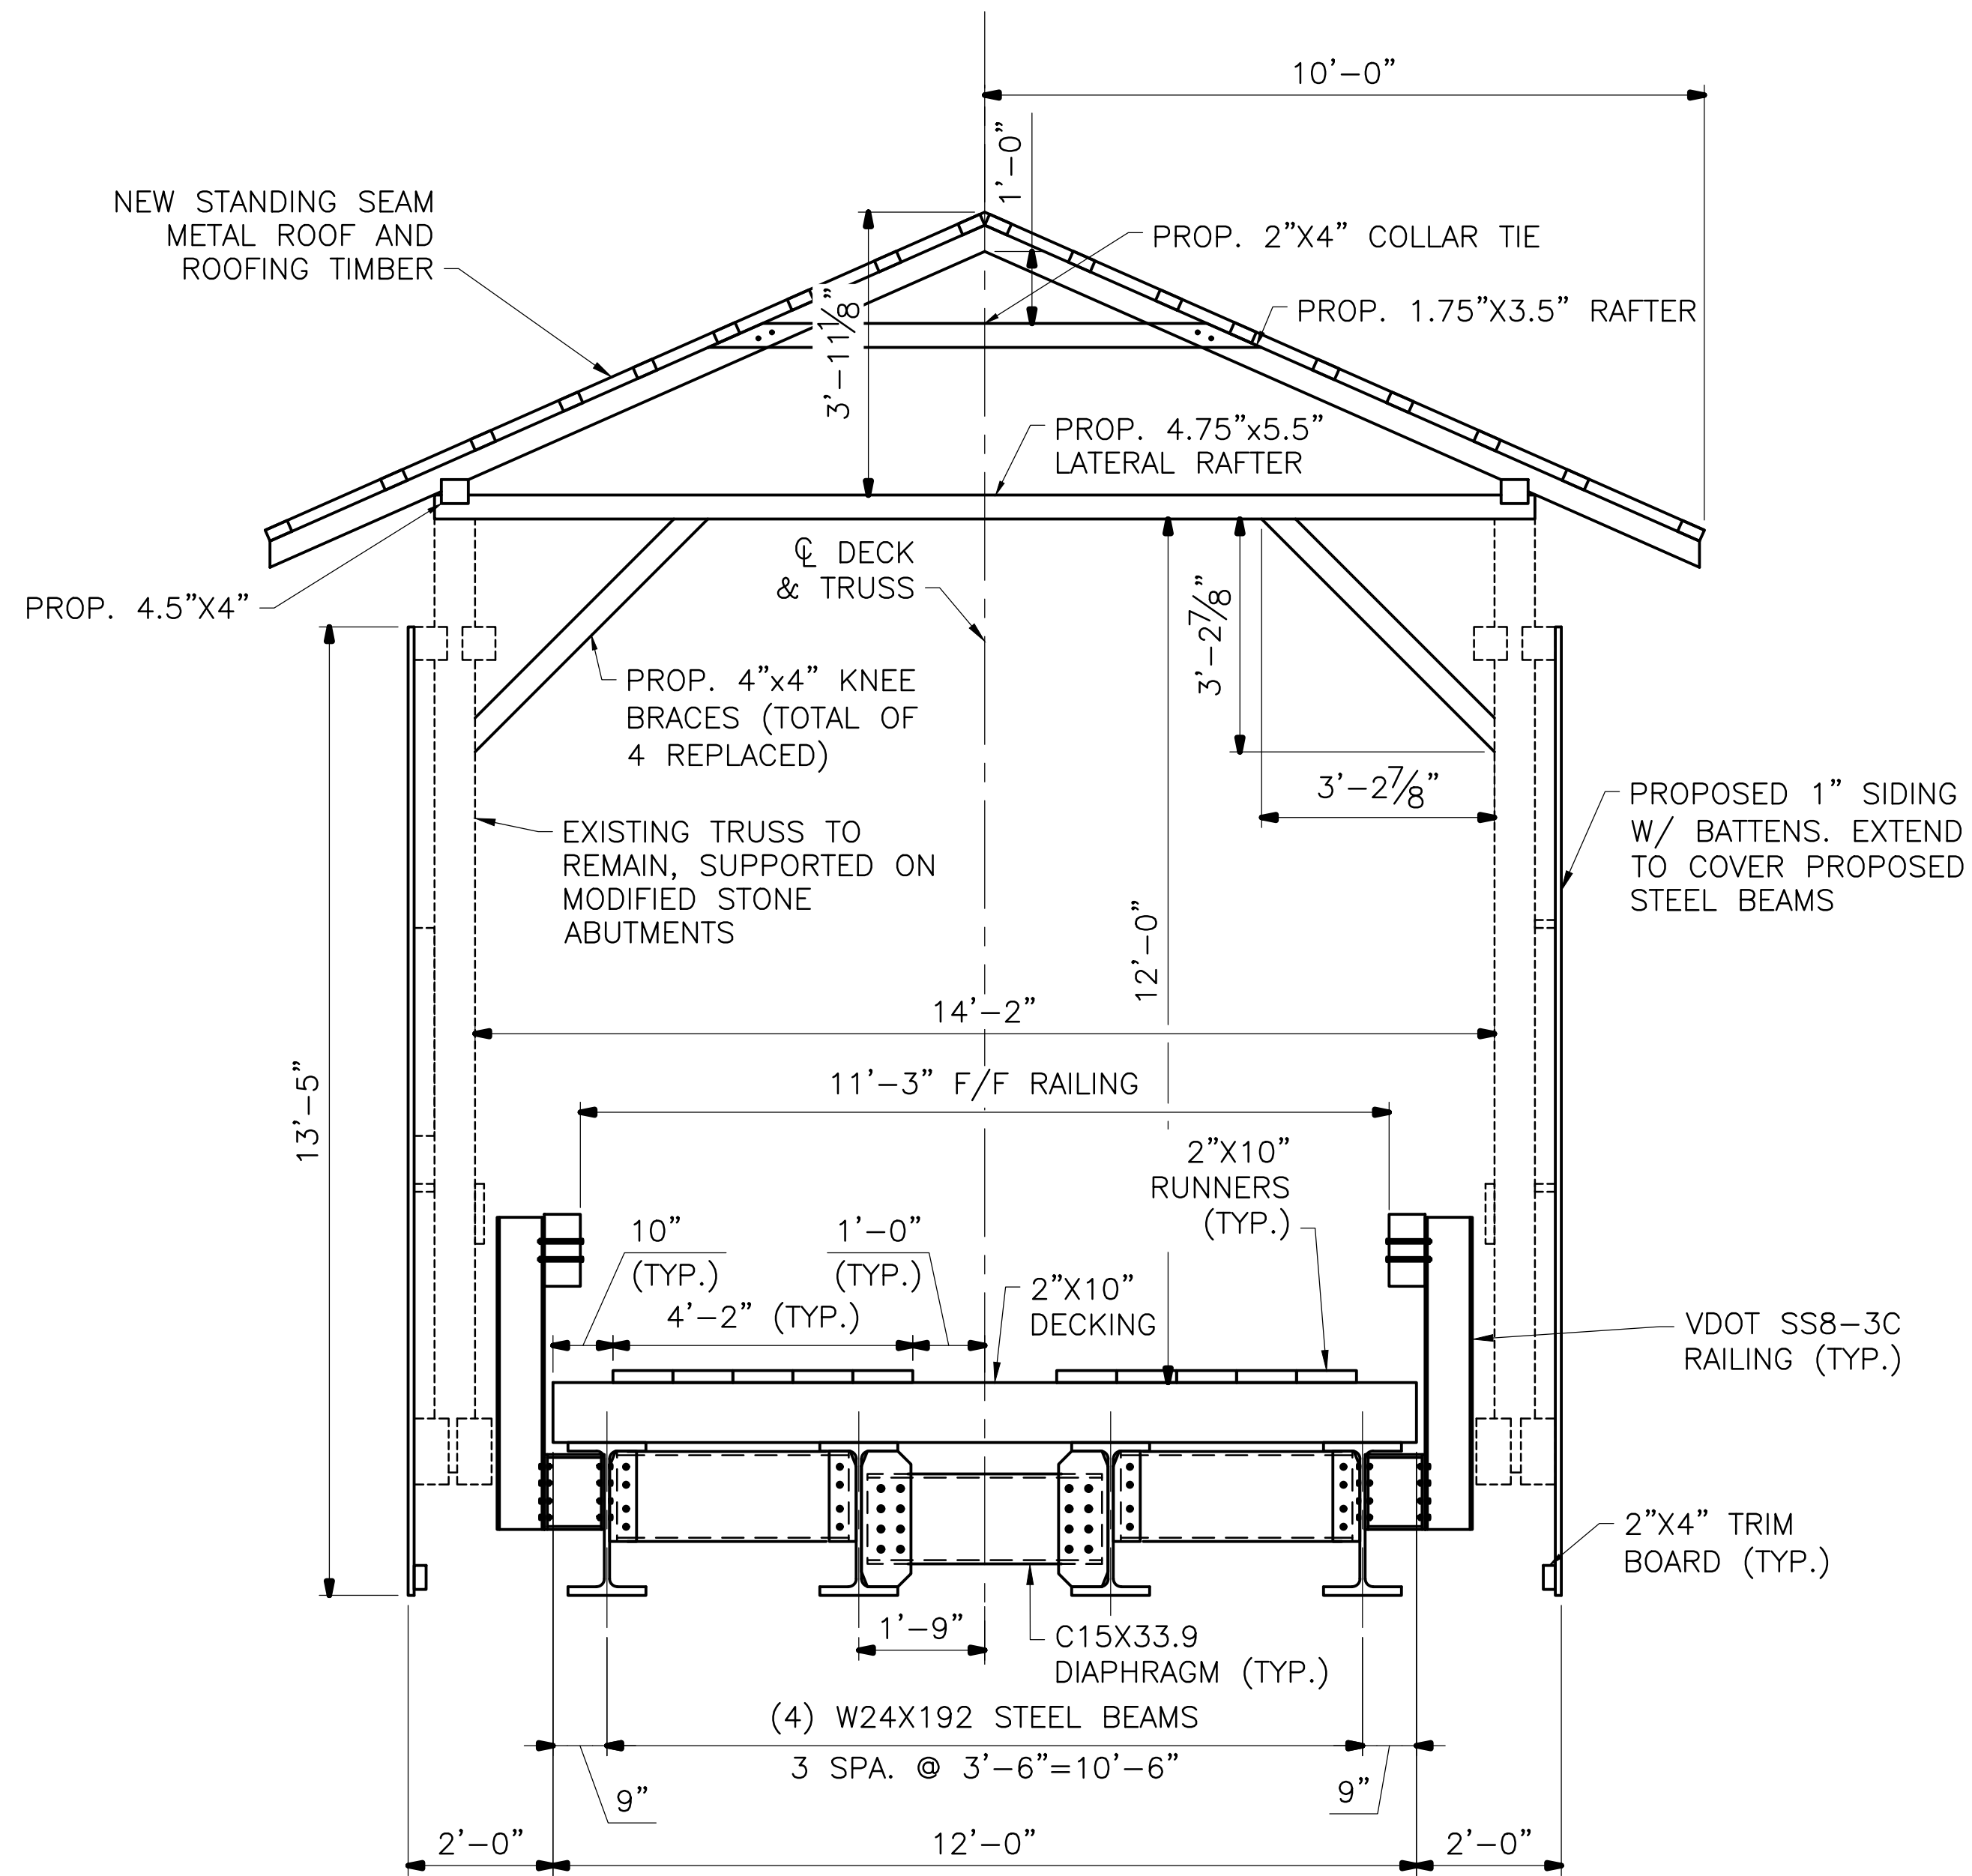 10'-0"
1'-0"
NEW STANDING SEAM
METAL ROOF AND
ROOFING TIMBER
PROP. 2"X4" COLLAR TIE
PROP. 1.75"X3.5" RAFTER
3'-11 1/8"
PROP. 4.75"x5.5"
LATERAL RAFTER
℄ DECK
& TRUSS
PROP. 4.5"X4"
3'-2 7/8"
PROP. 4"x4" KNEE
BRACES (TOTAL OF
4 REPLACED)
3'-2 7/8"
PROPOSED 1" SIDING
W/ BATTENS. EXTEND
TO COVER PROPOSED
STEEL BEAMS
EXISTING TRUSS TO
REMAIN, SUPPORTED ON
MODIFIED STONE
ABUTMENTS
12'-0"
14'-2"
13'-5"
11'-3" F/F RAILING
2"X10"
RUNNERS
(TYP.)
10"
(TYP.)
1'-0"
(TYP.)
4'-2" (TYP.)
2"X10"
DECKING
VDOT SS8-3C
RAILING (TYP.)
2"X4" TRIM
BOARD (TYP.)
1'-9"
C15X33.9
DIAPHRAGM (TYP.)
(4) W24X192 STEEL BEAMS
3 SPA. @ 3'-6"=10'-6"
9"
9"
2'-0"
12'-0"
2'-0"